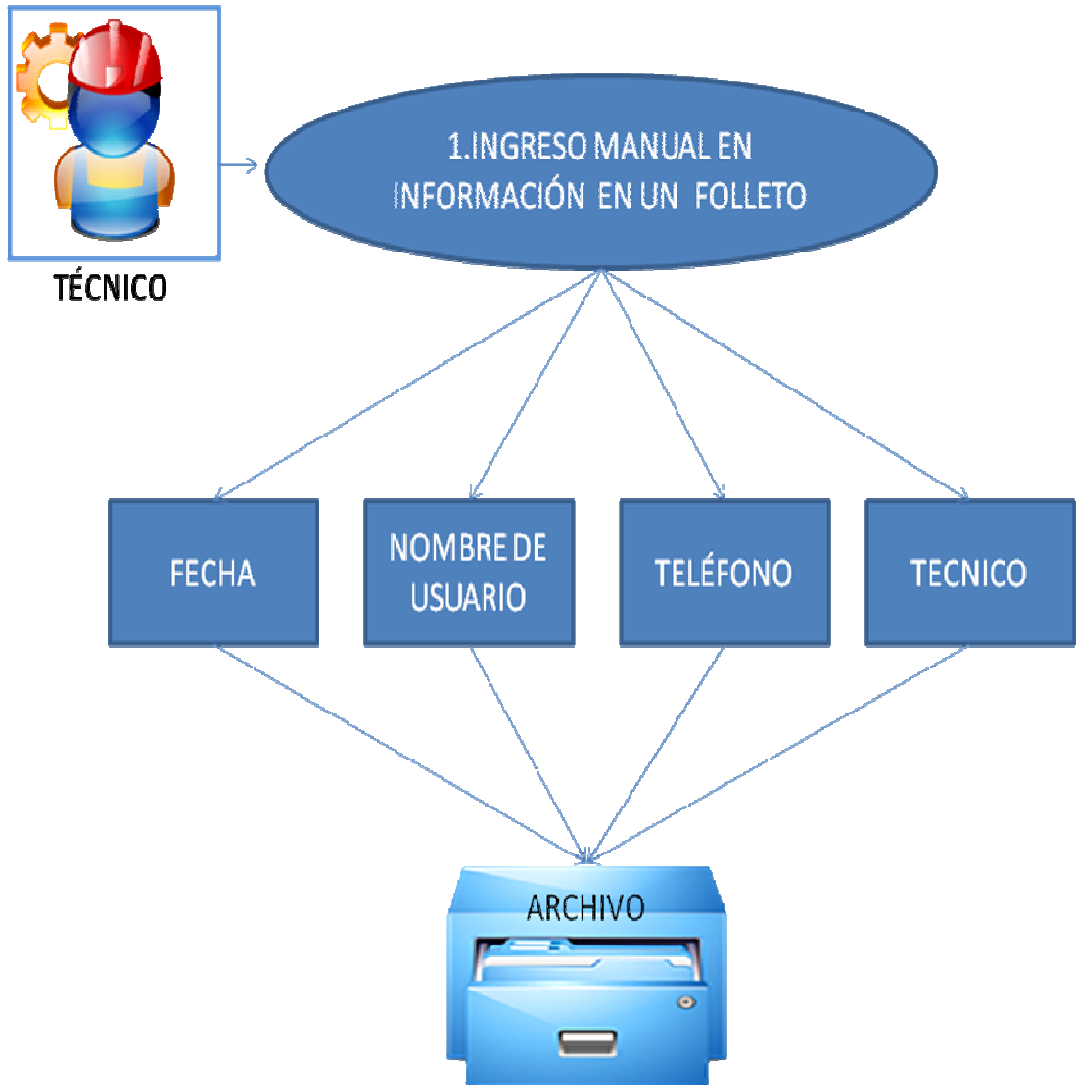 TÉCNICO
1.INGRESO MANUAL EN
INFORMACIÓN EN UN FOLLETO
FECHA
NOMBRE DE
USUARIO
TELÉFONO
TECNICO
ARCHIVO